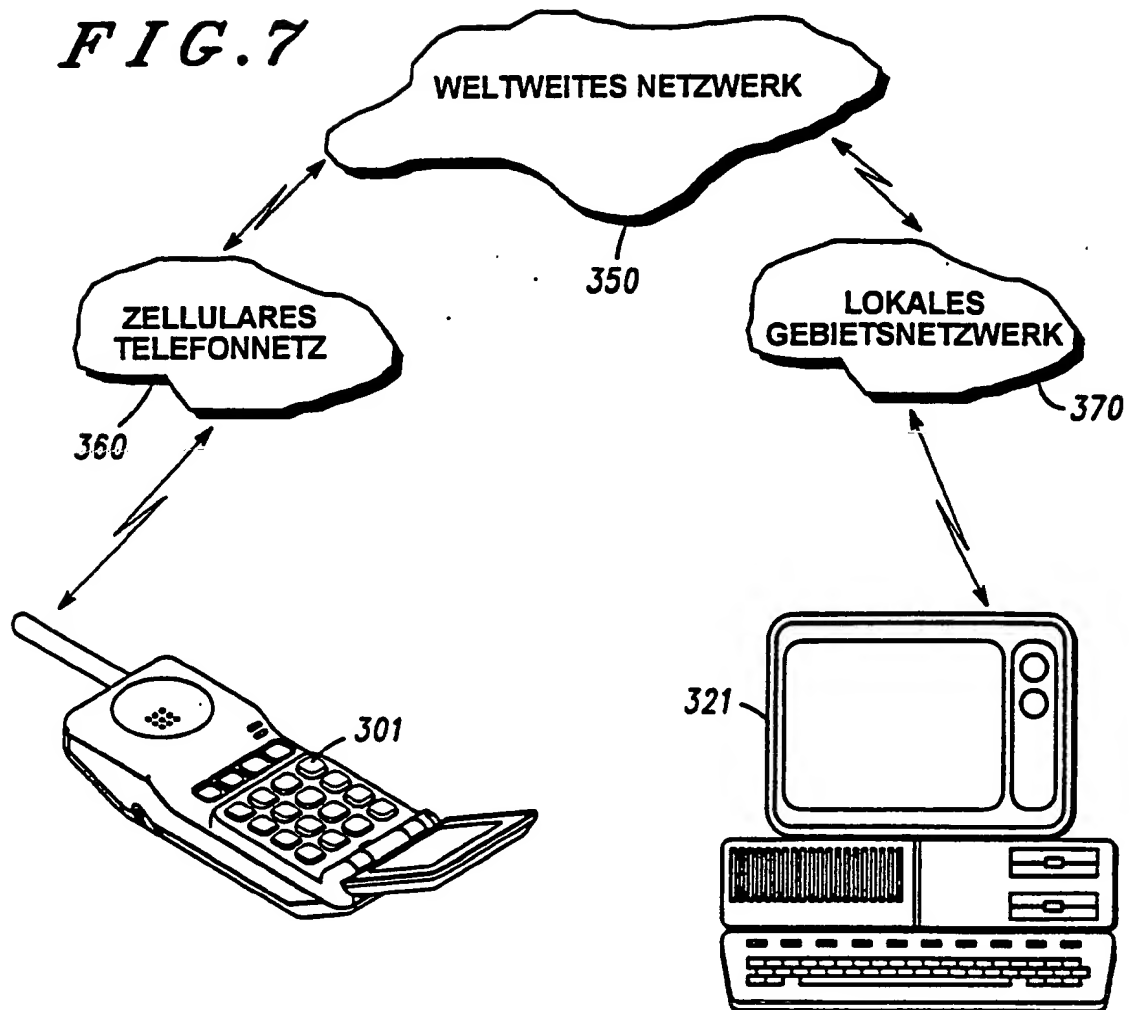 FIG.7
WELTWEITES NETZWERK
350
ZELLULARES
TELEFONNETZ
360
LOKALES
GEBIETSNETZWERK
370
301
321